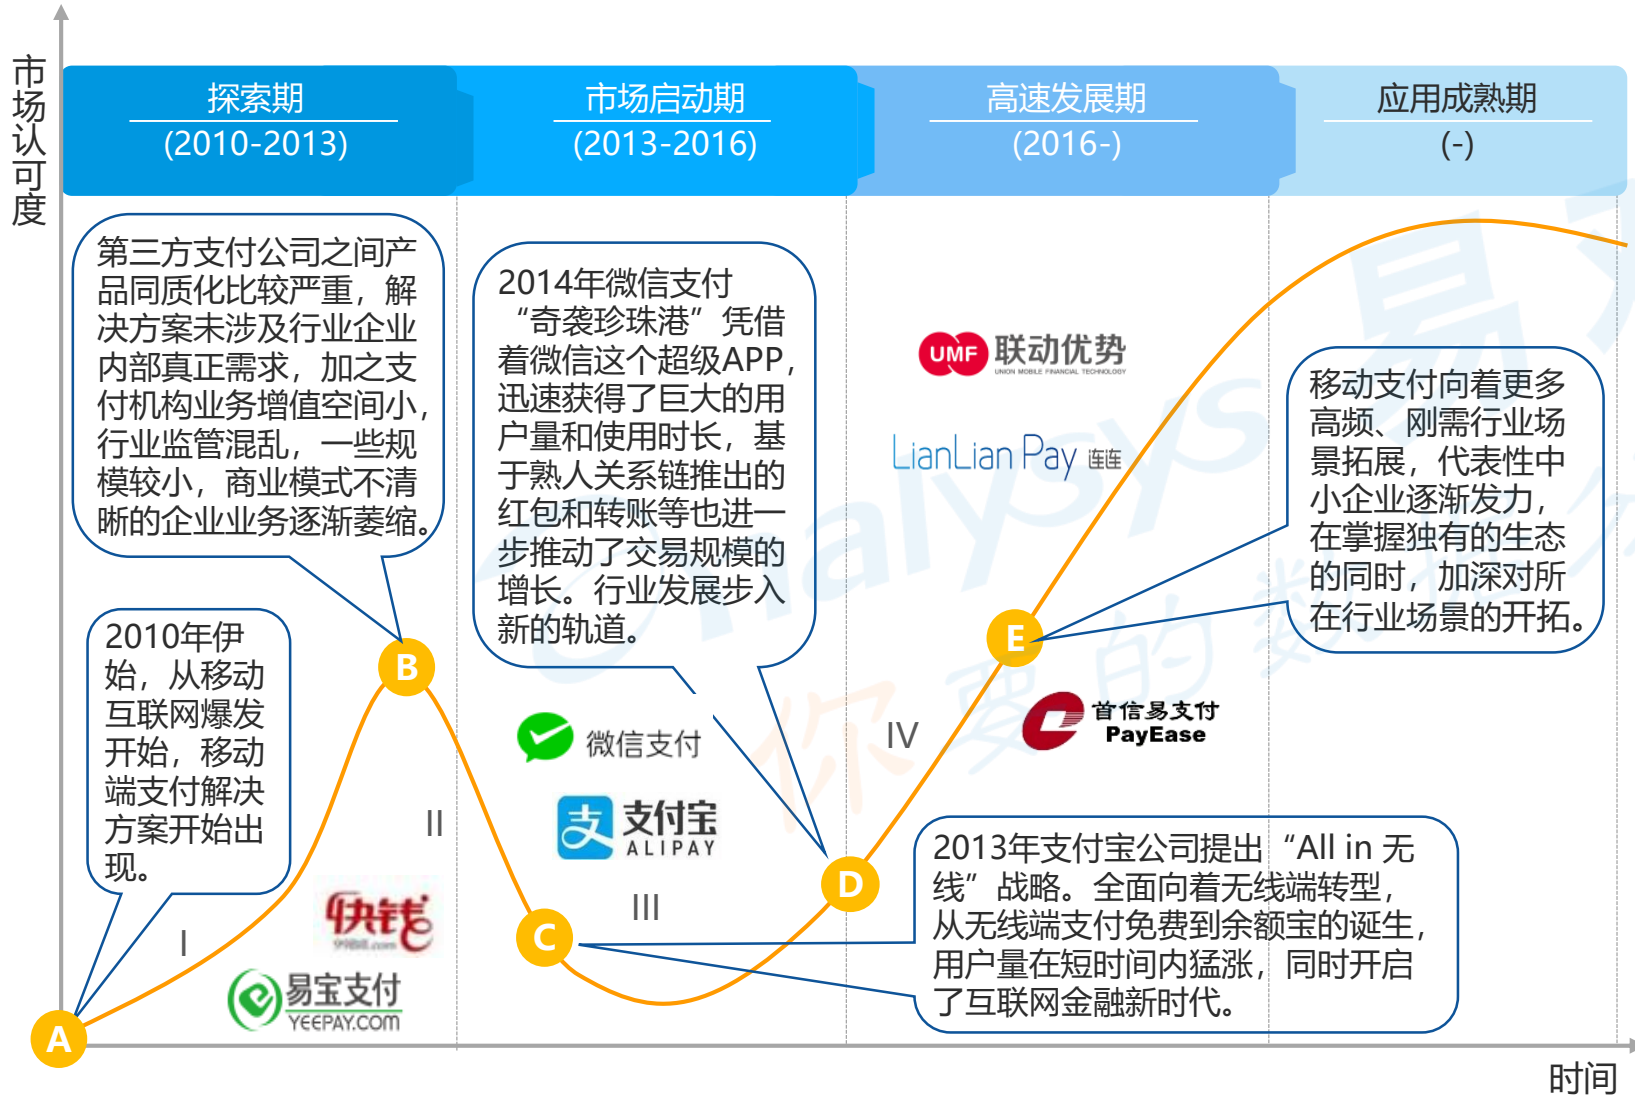 市场认可度
探索期
(2010-2013)
市场启动期
(2013-2016)
高速发展期
(2016-)
应用成熟期
(-)
第三方支付公司之间产
品同质化比较严重，解
决方案未涉及行业企业
内部真正需求，加之支
付机构业务增值空间小，
行业监管混乱，一些规
模较小，商业模式不清
晰的企业业务逐渐萎缩。
2010年伊
始，从移动
互联网爆发
开始，移动
端支付解决
方案开始出
现。
A
I
B
II
快钱
99Bill.com
易宝支付
YEEPAY.COM
2014年微信支付
“奇袭珍珠港”凭借
着微信这个超级APP，
迅速获得了巨大的用
户量和使用时长，基
于熟人关系链推出的
红包和转账等也进一
步推动了交易规模的
增长。行业发展步入
新的轨道。
微信支付
支
支付宝
ALIPAY
III
C
D
IV
UMF
联动优势
UNION MOBILE FINANCIAL TECHNOLOGY
LianLian Pay 连连
E
首信易支付
PayEase
移动支付向着更多
高频、刚需行业场
景拓展，代表性中
小企业逐渐发力，
在掌握独有的生态
的同时，加深对所
在行业场景的开拓。
2013年支付宝公司提出“All in 无
线”战略。全面向着无线端转型，
从无线端支付免费到余额宝的诞生，
用户量在短时间内猛涨，同时开启
了互联网金融新时代。
时间
analysys 易
你要的数据